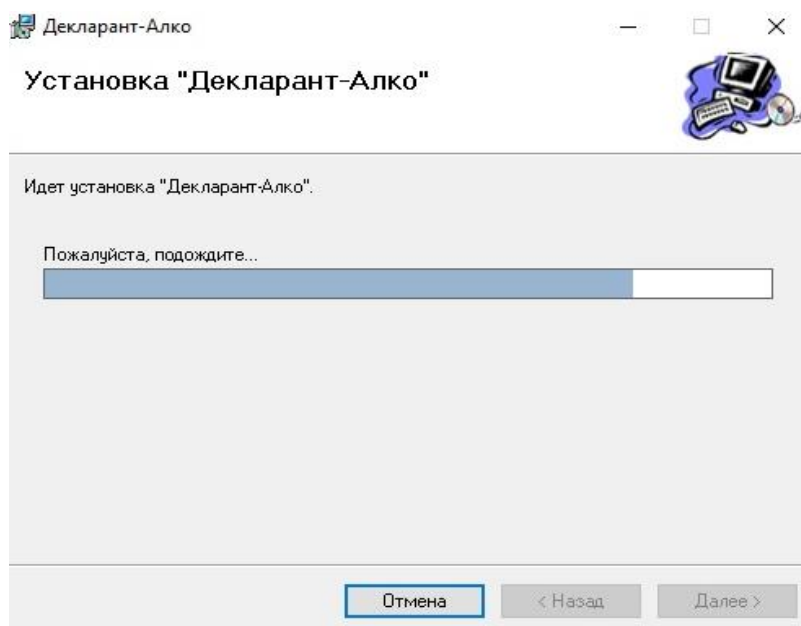 Декларант-Алко
Установка "Декларант-Алко"
Идет установка "Декларант-Алко".
Пожалуйста, подождите...
Отмена
< Назад
Далее >